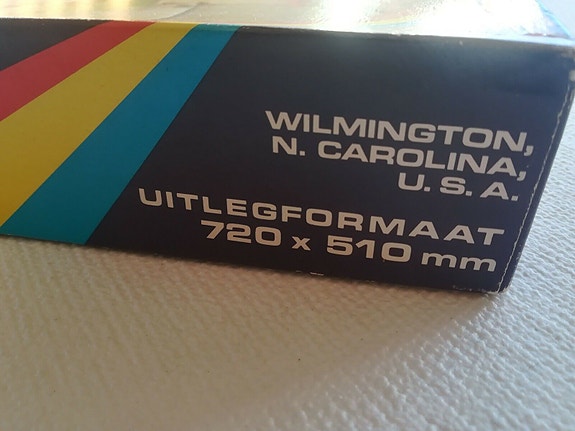 WILMINGTON,
N. CAROLINA,
U. S. A.
UITLEGFORMAAT
720 x 510 mm